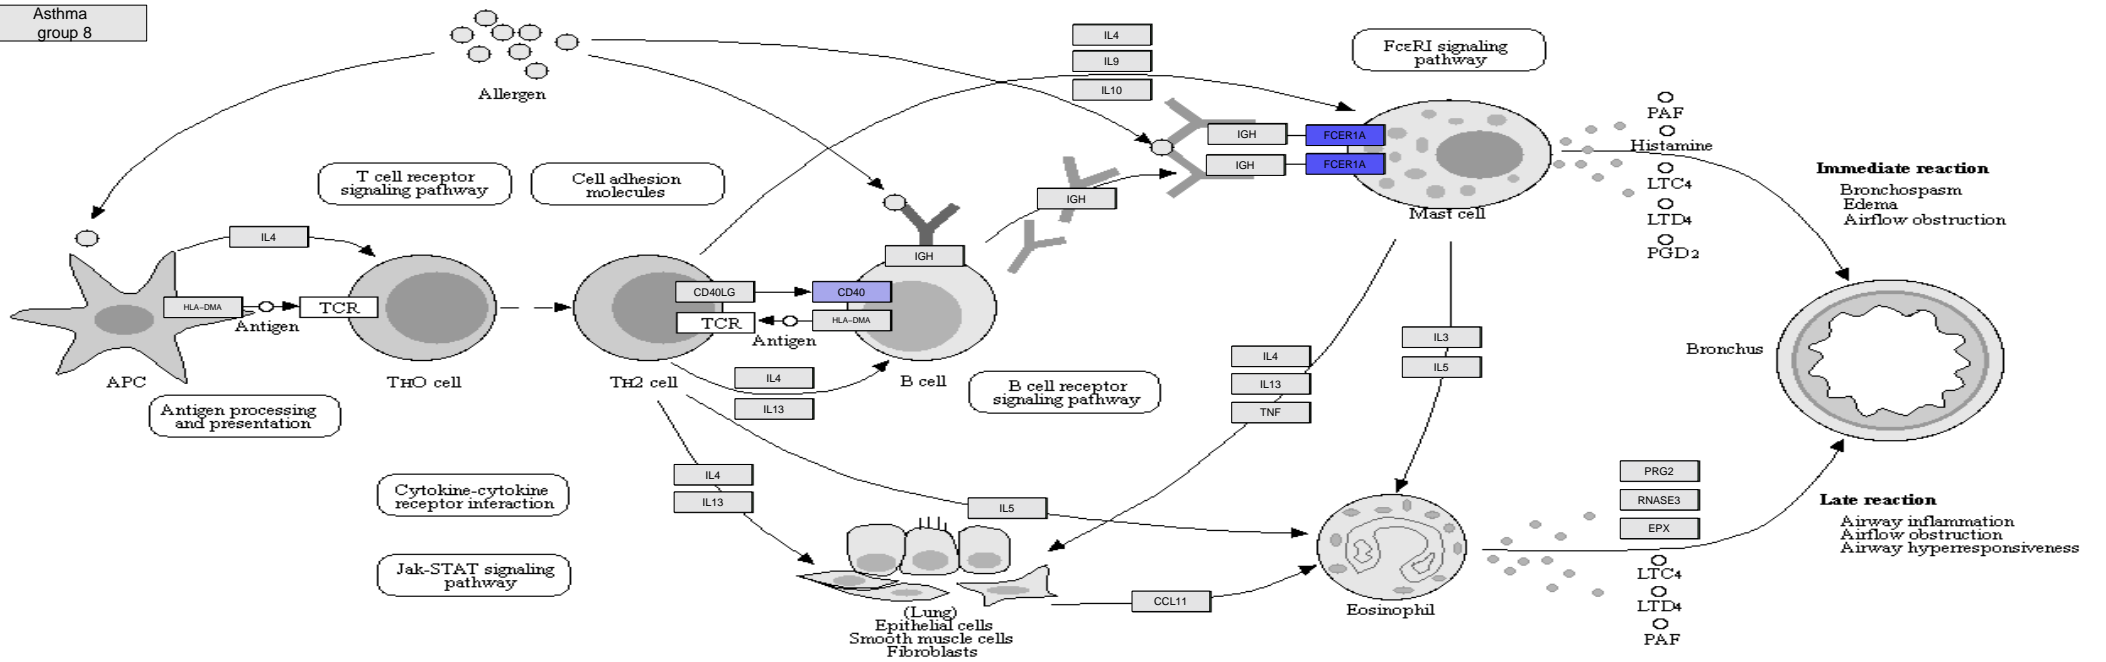 Asthma
group 8
Allergen
IL4
IL9
IL10
FcεRI signaling
pathway
T cell receptor
signaling pathway
Cell adhesion
molecules
IGH
FCER1A
IGH
FCER1A
IGH
Mast cell
PAF
Histamine
LTC4
LTD4
PGD2
Immediate reaction
Bronchospasm
Edema
Airflow obstruction
IL4
IGH
HLA-DMA
Antigen
TCR
CD40LG
CD40
TCR
HLA-DMA
Antigen
APC
TH0 cell
TH2 cell
B cell
IL4
IL13
B cell receptor
signaling pathway
Antigen processing
and presentation
IL4
IL13
TNF
IL3
IL5
Bronchus
IL4
IL13
IL5
Cytokine-cytokine
receptor inferaction
Jak-STAT signaling
pathway
(Lung)
Epithelial cells
Smooth muscle cells
Fibroblasts
CCL11
Eosinophil
PRG2
RNASE3
EPX
LTC4
LTD4
PAF
Late reaction
Airway inflammation
Airflow obstruction
Airway hyperresponsiveness